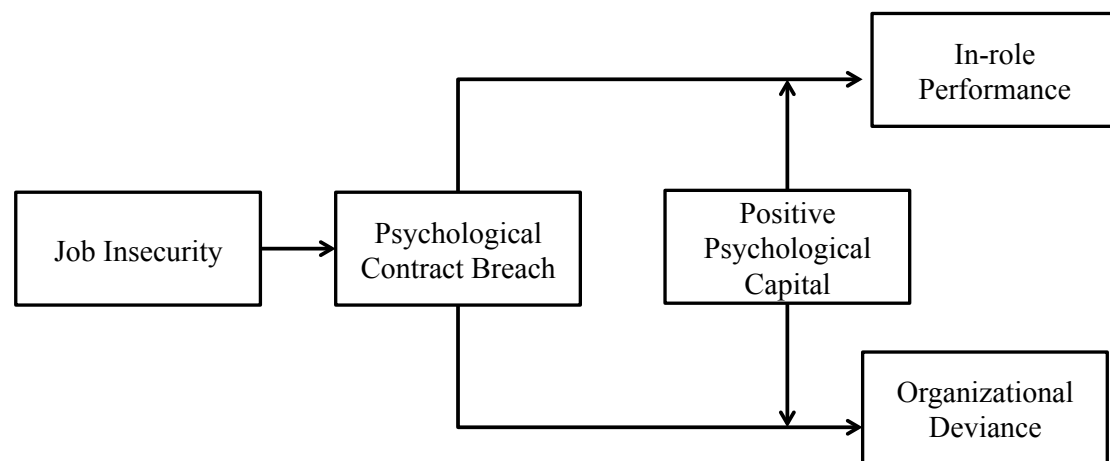 In-role
Performance
Job Insecurity
Psychological
Contract Breach
Positive
Psychological
Capital
Organizational
Deviance